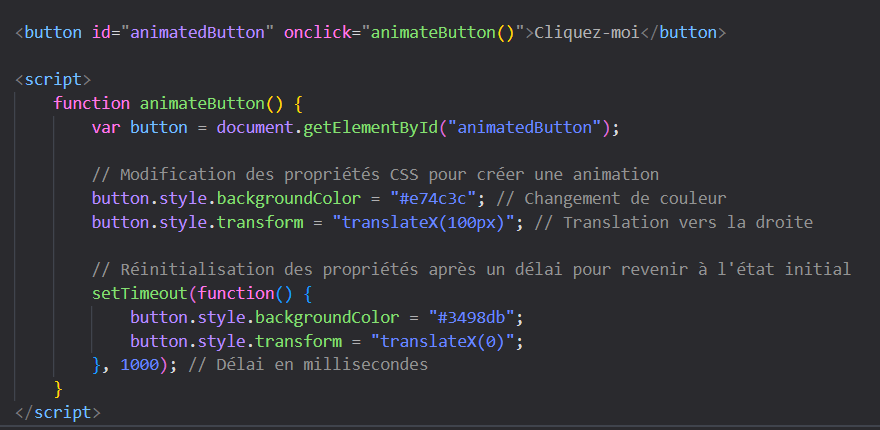 <button id="animatedButton" onclick="animateButton()">Cliquez-moi</button>
<script>
function animateButton() {
var button = document.getElementById("animatedButton");
// Modification des propriétés CSS pour créer une animation
button.style.backgroundColor = "#e74c3c"; // Changement de couleur
button.style.transform = "translateX(100px)"; // Translation vers la droite
// Réinitialisation des propriétés après un délai pour revenir à l'état initial
setTimeout(function() {
button.style.backgroundColor = "#3498db";
button.style.transform = "translateX(0)";
}, 1000); // Délai en millisecondes
}
</script>